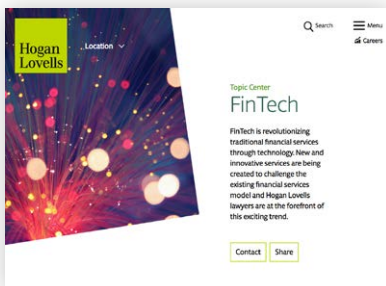 Hogan
Lovells
Location
Search
Menu
Careers
Topic Center
FinTech
FinTech is revolutionizing
traditional financial services
through technology. New and
innovative services are being
created to challenge the
existing financial services
model and Hogan Lovells
lawyers are at the forefront of
this exciting trend.
Contact
Share